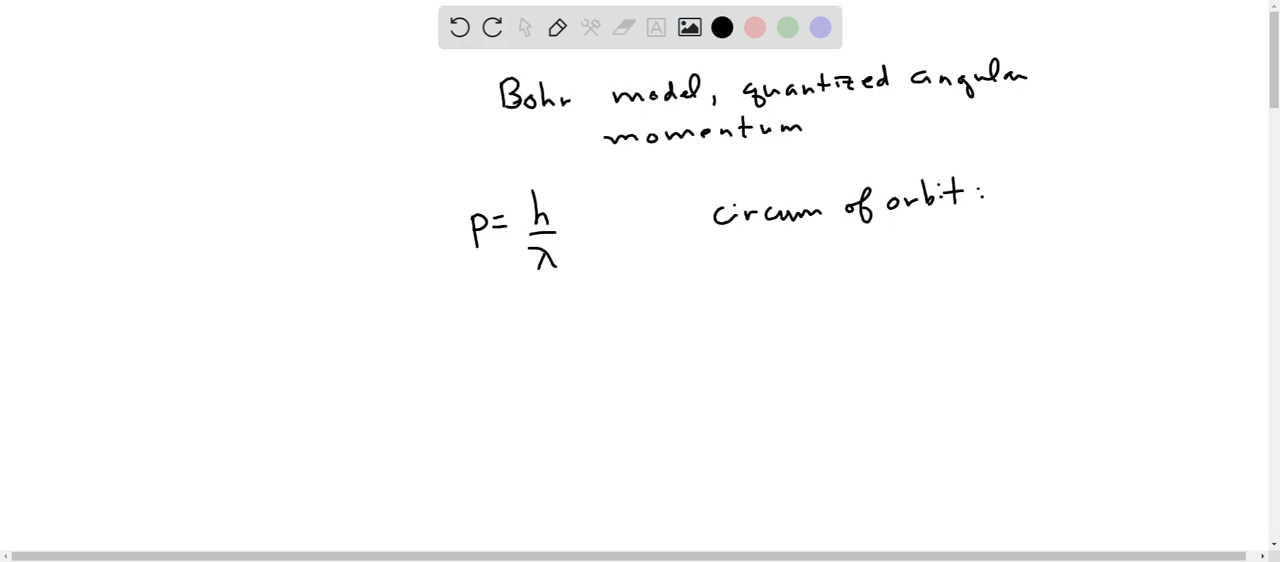 Bohr model, quantized angular
momentum
p = h/λ
circum of orbit: